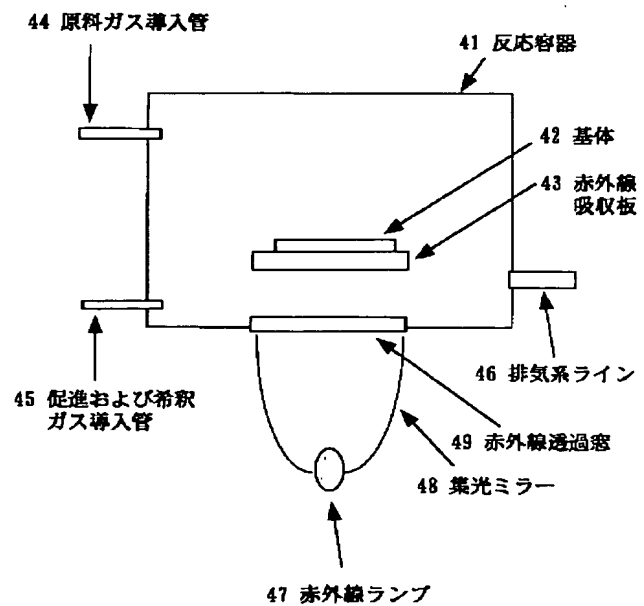 44 原料ガス導入管
41 反応容器
42 基体
43 赤外線
吸収板
45 促進および希釈
ガス導入管
46 排気系ライン
49 赤外線透過窓
48 集光ミラー
47 赤外線ランプ